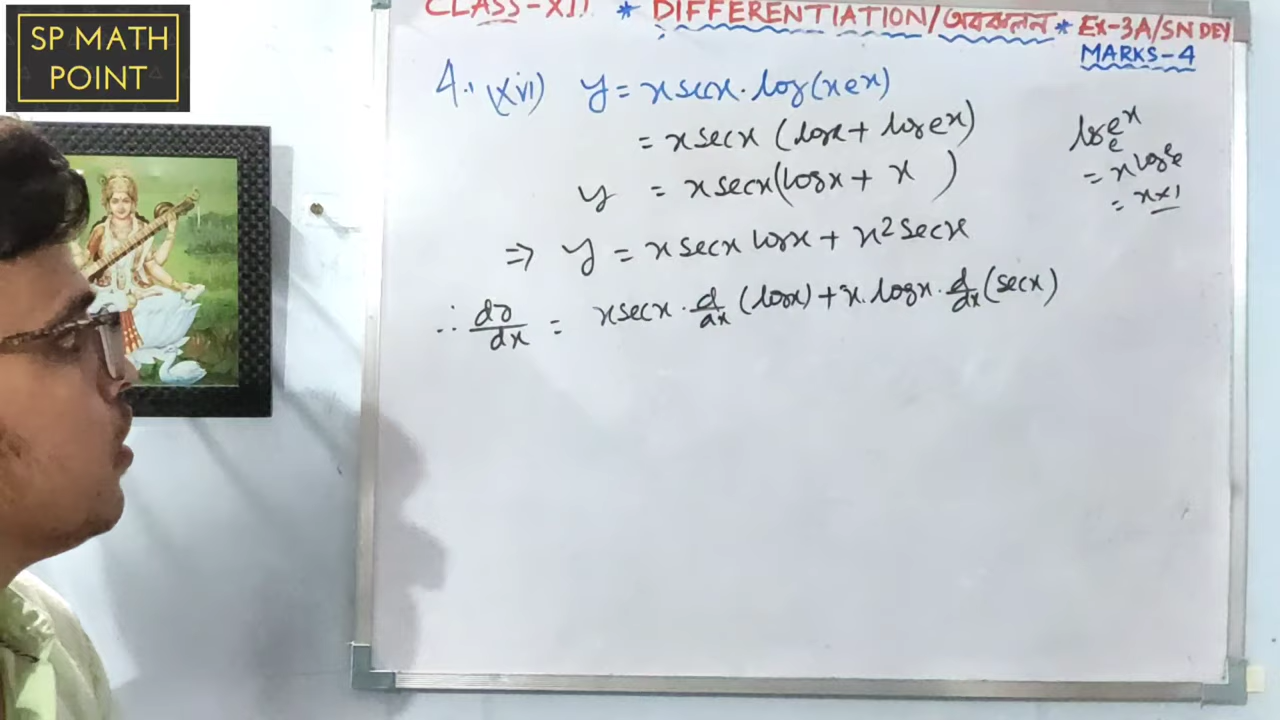 SP MATH
POINT
CLASS-XII * DIFFERENTIATION/অবকলন * EX-3A/SN DEY
MARKS-4
4. (xvi) y = x secx · log(xeˣ)
= x secx (logx + logeˣ)
y = x secx(logx + x )
⇒ y = x secx logx + x² secx
∴ dy/dx = x secx · d/dx (logx) + x · logx · d/dx (secx)
logₑeˣ
= x logₑe
= x×1